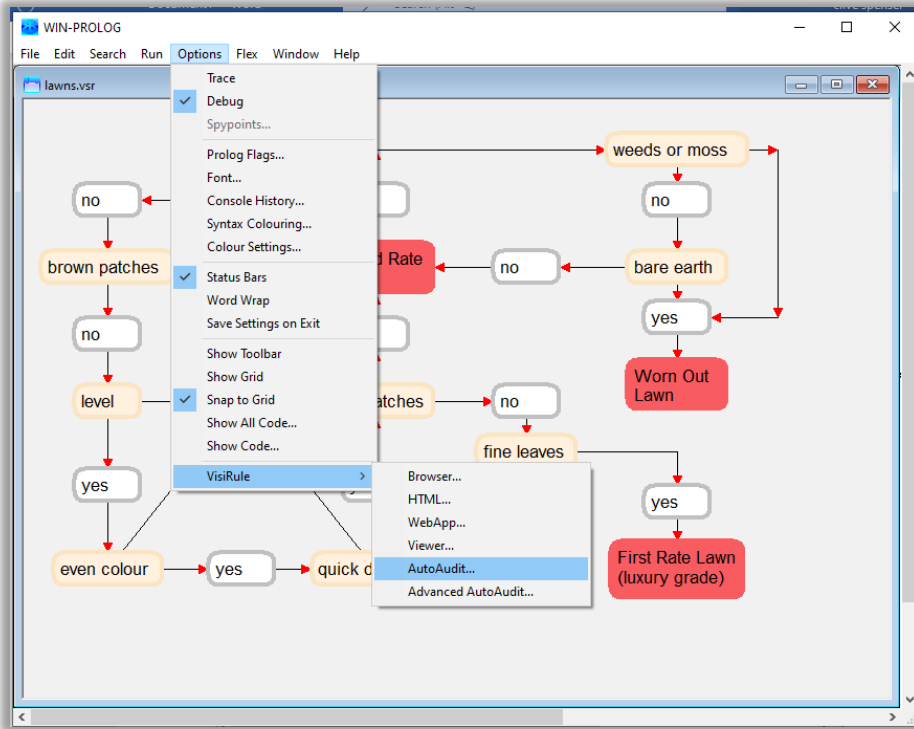 WIN-PROLOG
File Edit Search Run Options Flex Window Help
lawns.vsr
Trace
Debug
Spypoints...
Prolog Flags...
Font...
Console History...
Syntax Colouring...
Colour Settings...
Status Bars
Word Wrap
Save Settings on Exit
Show Toolbar
Show Grid
Snap to Grid
Show All Code...
Show Code...
VisiRule
Browser...
HTML...
WebApp...
Viewer...
AutoAudit...
Advanced AutoAudit...
weeds or moss
no
no
brown patches
Rate
no
bare earth
no
yes
Worn Out
Lawn
level
no
fine leaves
yes
yes
even colour
yes
quick
First Rate Lawn
(luxury grade)